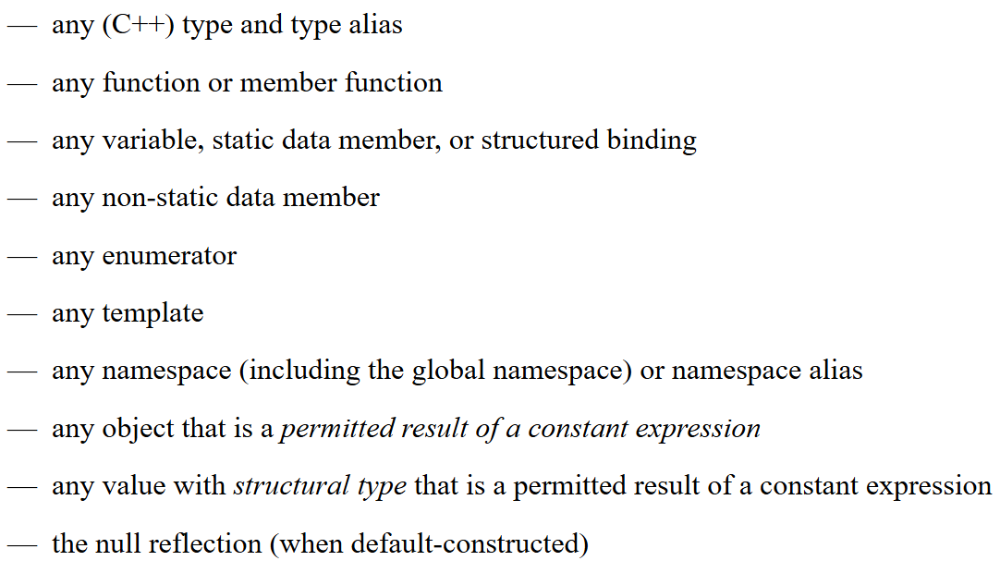 — any (C++) type and type alias
— any function or member function
— any variable, static data member, or structured binding
— any non-static data member
— any enumerator
— any template
— any namespace (including the global namespace) or namespace alias
— any object that is a permitted result of a constant expression
— any value with structural type that is a permitted result of a constant expression
— the null reflection (when default-constructed)